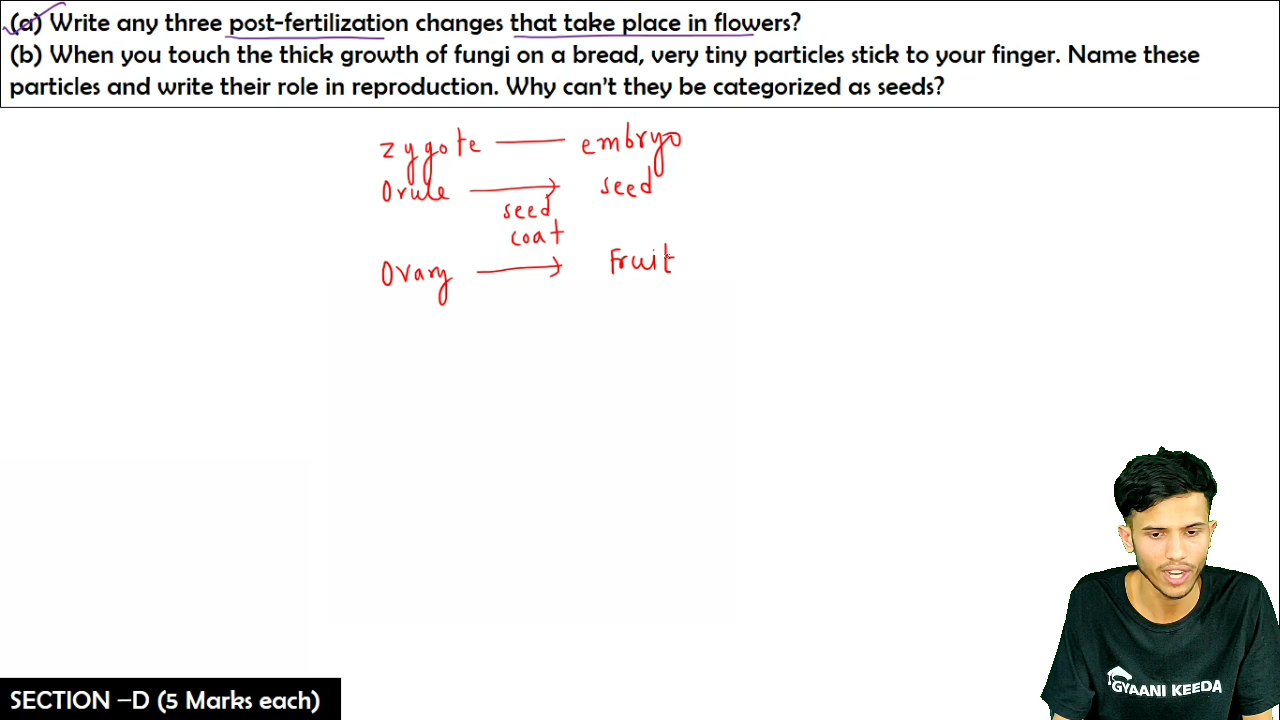 (a) Write any three post-fertilization changes that take place in flowers?
(b) When you touch the thick growth of fungi on a bread, very tiny particles stick to your finger. Name these
particles and write their role in reproduction. Why can't they be categorized as seeds?
zygote — embryo
Ovule → seed
seed
coat
Ovary → Fruit
GYAANI KEEDA
SECTION –D (5 Marks each)